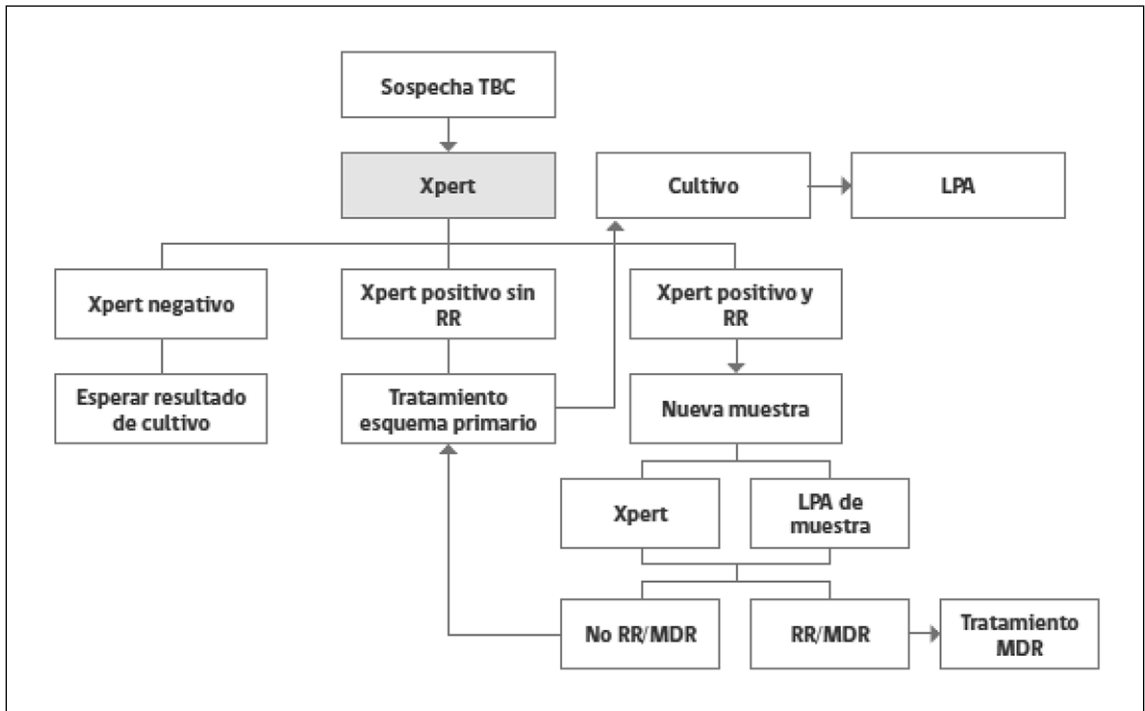 Sospecha TBC
Xpert
Cultivo
LPA
Xpert negativo
Xpert positivo sin
RR
Xpert positivo y
RR
Esperar resultado
de cultivo
Tratamiento
esquema primario
Nueva muestra
Xpert
LPA de
muestra
No RR/MDR
RR/MDR
Tratamiento
MDR